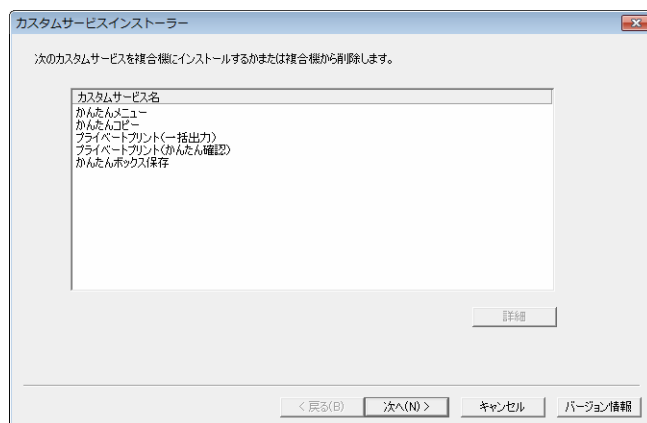 カスタムサービスインストーラー
次のカスタムサービスを複合機にインストールするかまたは複合機から削除します。
カスタムサービス名
かんたんメニュー
かんたんコピー
プライベートプリント(一括出力)
プライベートプリント(かんたん確認)
かんたんボックス保存
詳細
< 戻る(B) 次へ(N) > キャンセル バージョン情報